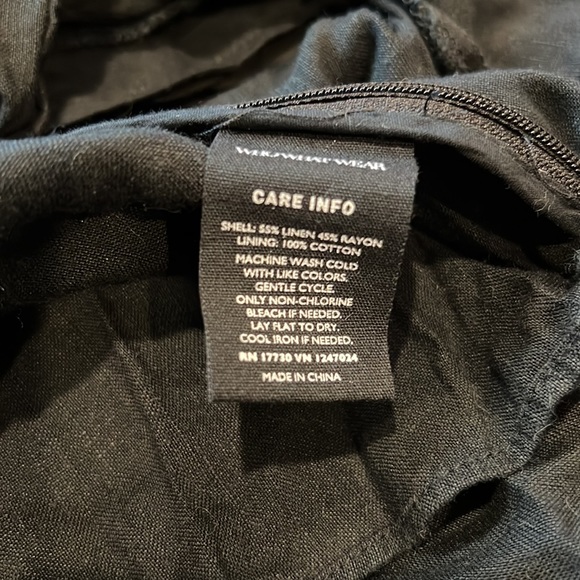 WHO WHAT WEAR
CARE INFO
SHELL: 55% LINEN 45% RAYON
LINING: 100% COTTON
MACHINE WASH COLD
WITH LIKE COLORS.
GENTLE CYCLE.
ONLY NON-CHLORINE
BLEACH IF NEEDED.
LAY FLAT TO DRY.
COOL IRON IF NEEDED.
RN 17730 VN 1247024
MADE IN CHINA